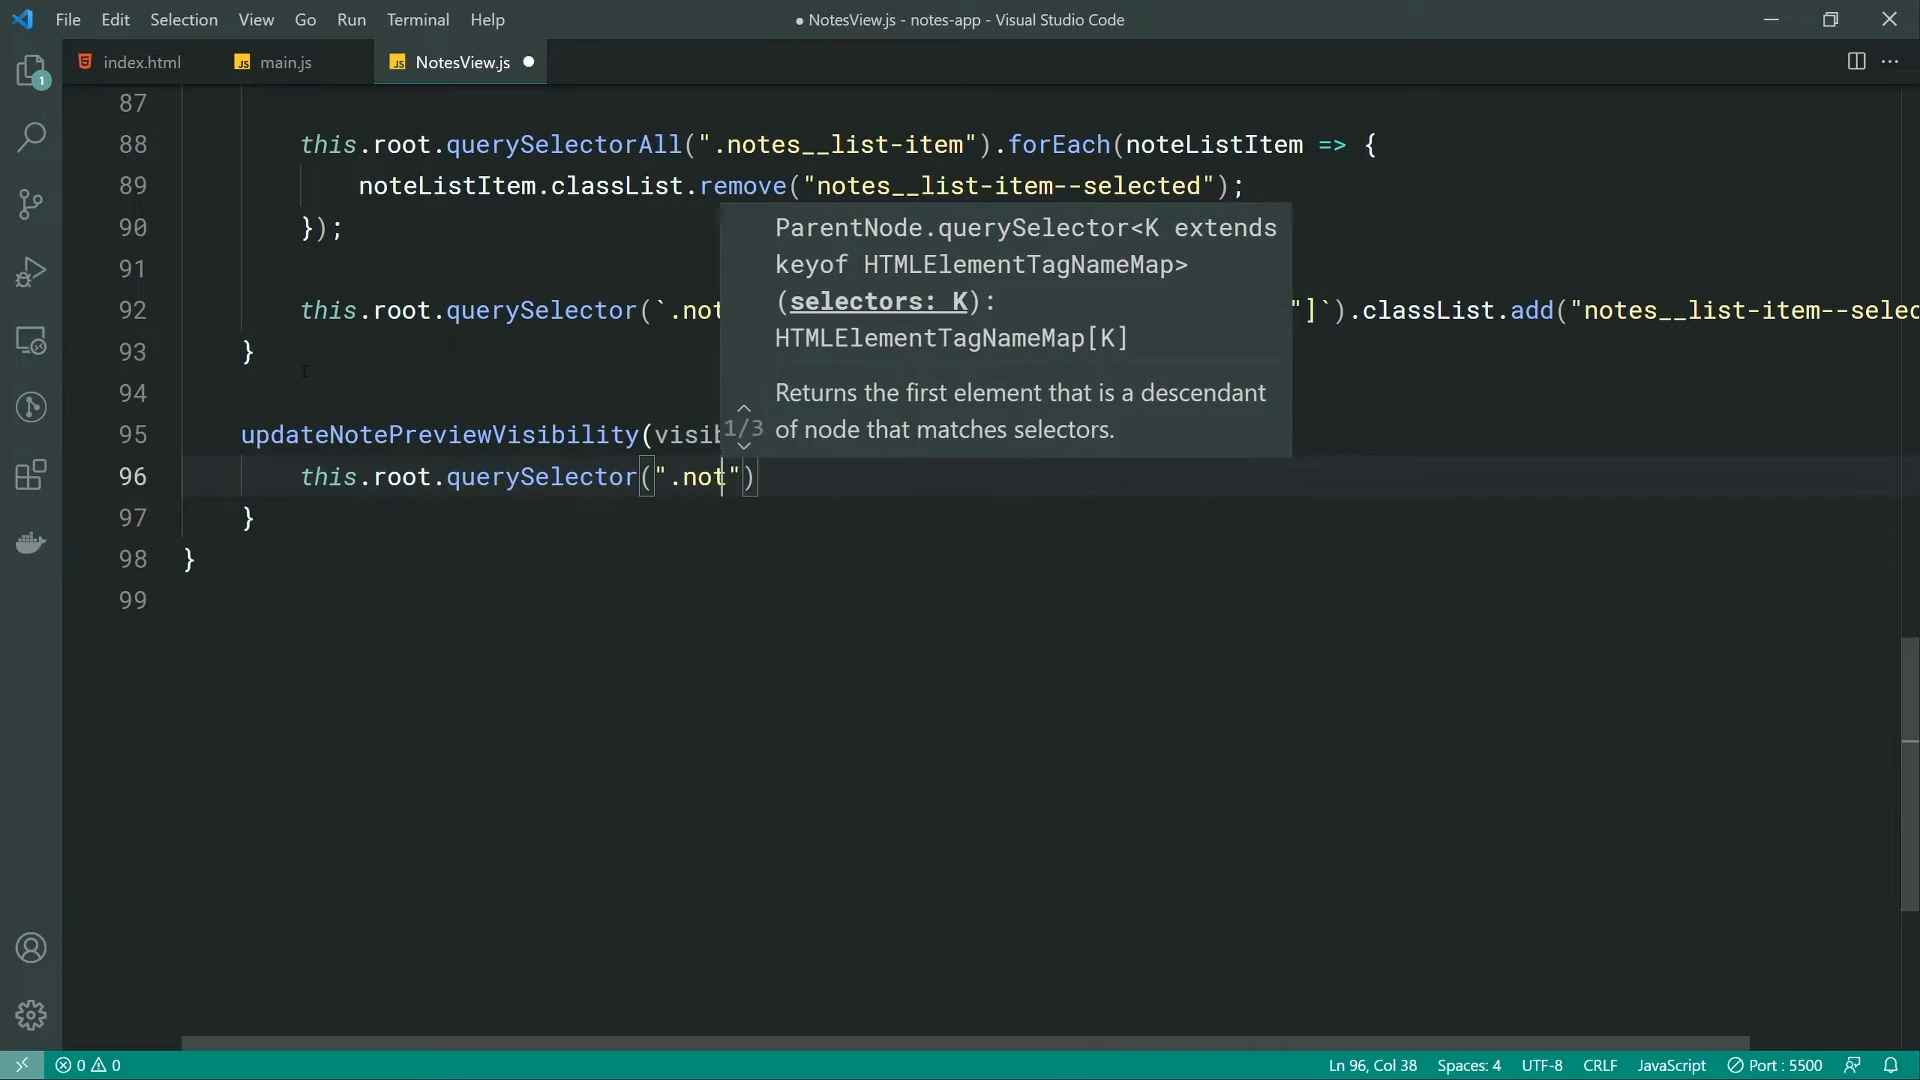 File Edit Selection View Go Run Terminal Help
● NotesView.js - notes-app - Visual Studio Code
index.html
JS main.js
JS NotesView.js ●
1
87
88 this.root.querySelectorAll(".notes__list-item").forEach(noteListItem => {
89 noteListItem.classList.remove("notes__list-item--selected");
90 });
91
92 this.root.querySelector(`.not "]`).classList.add("notes__list-item--selec
93 }
94
95 updateNotePreviewVisibility(visib
96 this.root.querySelector(".not")
97 }
98 }
99
ParentNode.querySelector<K extends
keyof HTMLElementTagNameMap>
(selectors: K):
HTMLElementTagNameMap[K]
Returns the first element that is a descendant
1/3 of node that matches selectors.
0 0
Ln 96, Col 38 Spaces: 4 UTF-8 CRLF JavaScript Port : 5500